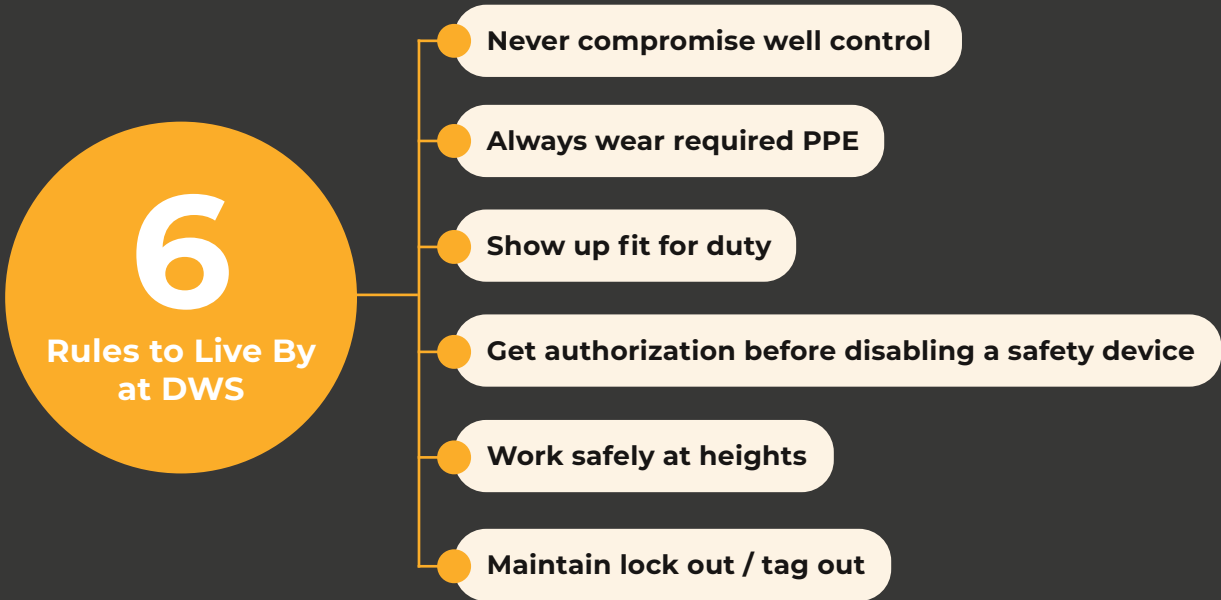 6
Rules to Live By
at DWS
Never compromise well control
Always wear required PPE
Show up fit for duty
Get authorization before disabling a safety device
Work safely at heights
Maintain lock out / tag out